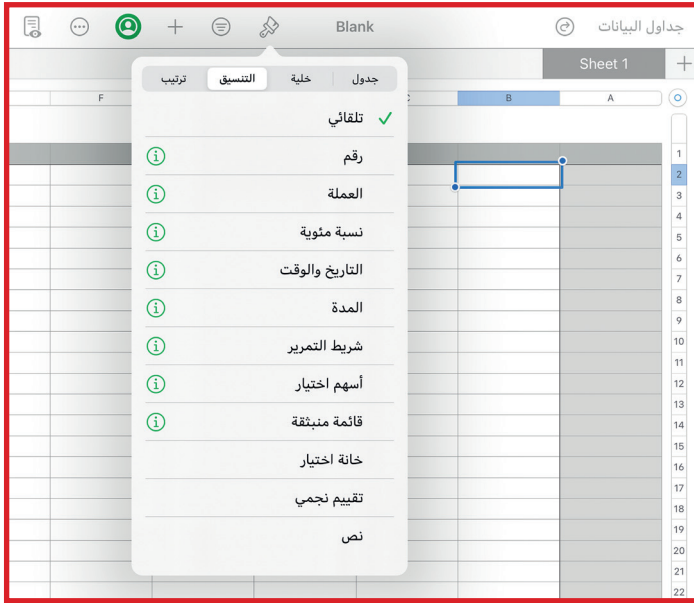 جداول البيانات Blank
Sheet 1
جدول خلية التنسيق ترتيب
A B C F
تلقائي
رقم
العملة
نسبة مئوية
التاريخ والوقت
المدة
شريط التمرير
أسهم اختيار
قائمة منبثقة
خانة اختيار
تقييم نجمي
نص
1
2
3
4
5
6
7
8
9
10
11
12
13
14
15
16
17
18
19
20
21
22